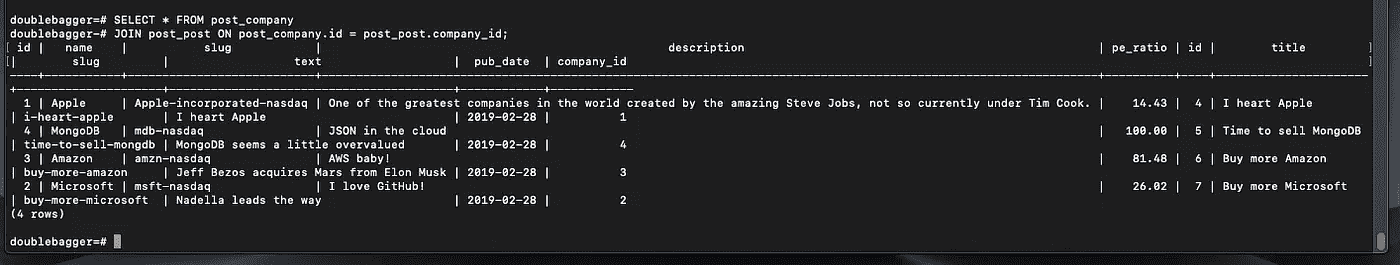 doublebagger=# SELECT * FROM post_company
doublebagger-# JOIN post_post ON post_company.id = post_post.company_id;
[ id |   name    |           slug            |                                                   description                                                    | pe_ratio | id |        title         ]
[|        slug         |                  text                   |  pub_date  | company_id
----+-----------+---------------------------+------------------------------------------------------------------------------------------------------------------+----------+----+----------------------
+---------------------+-----------------------------------------+------------+------------
  1 | Apple     | Apple-incorporated-nasdaq | One of the greatest companies in the world created by the amazing Steve Jobs, not so currently under Tim Cook. |    14.43 |  4 | I heart Apple
| i-heart-apple       | I heart Apple                           | 2019-02-28 |          1
  4 | MongoDB   | mdb-nasdaq                | JSON in the cloud | 100.00 |  5 | Time to sell MongoDB
| time-to-sell-mongdb | MongoDB seems a little overvalued       | 2019-02-28 |          4
  3 | Amazon    | amzn-nasdaq               | AWS baby! |    81.48 |  6 | Buy more Amazon
| buy-more-amazon     | Jeff Bezos acquires Mars from Elon Musk | 2019-02-28 |          3
  2 | Microsoft | msft-nasdaq               | I love GitHub! |    26.02 |  7 | Buy more Microsoft
| buy-more-microsoft  | Nadella leads the way                   | 2019-02-28 |          2
(4 rows)
doublebagger=#